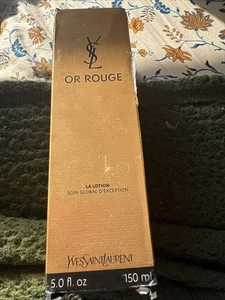 YSL
OR ROUGE
LA LOTION
SOIN GLOBAL D'EXCEPTION
YVESSAINTLAURENT
5.0 fl. oz
150 ml